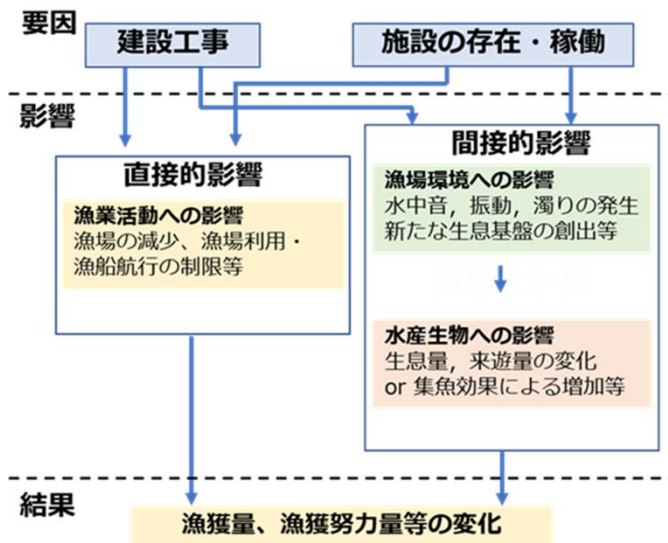 要因
建設工事
施設の存在・稼働
影響
直接的影響
漁業活動への影響
漁場の減少、漁場利用・
漁船航行の制限等
間接的影響
漁場環境への影響
水中音，振動，濁りの発生
新たな生息基盤の創出等
水産生物への影響
生息量，来遊量の変化
or 集魚効果による増加等
結果
漁獲量、漁獲努力量等の変化